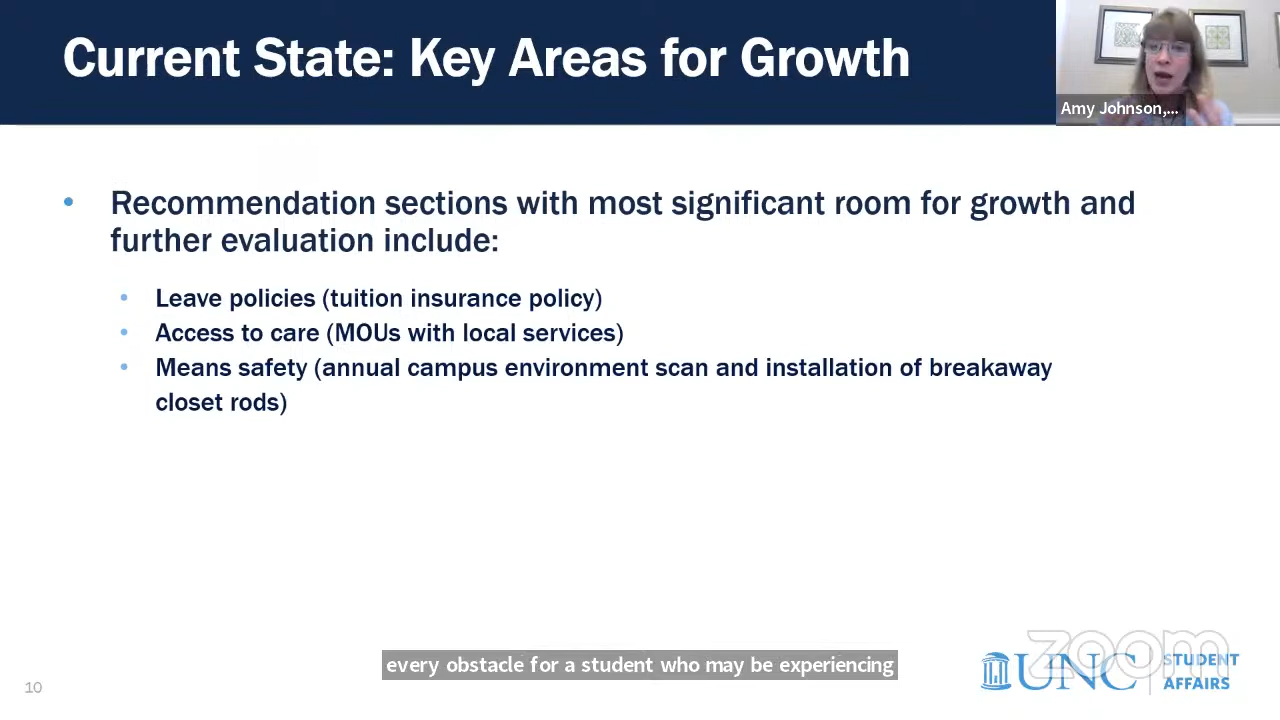 Current State: Key Areas for Growth
Amy Johnson,...
• Recommendation sections with most significant room for growth and
further evaluation include:
• Leave policies (tuition insurance policy)
• Access to care (MOUs with local services)
• Means safety (annual campus environment scan and installation of breakaway
closet rods)
every obstacle for a student who may be experiencing
zoom
UNC
STUDENT
AFFAIRS
10